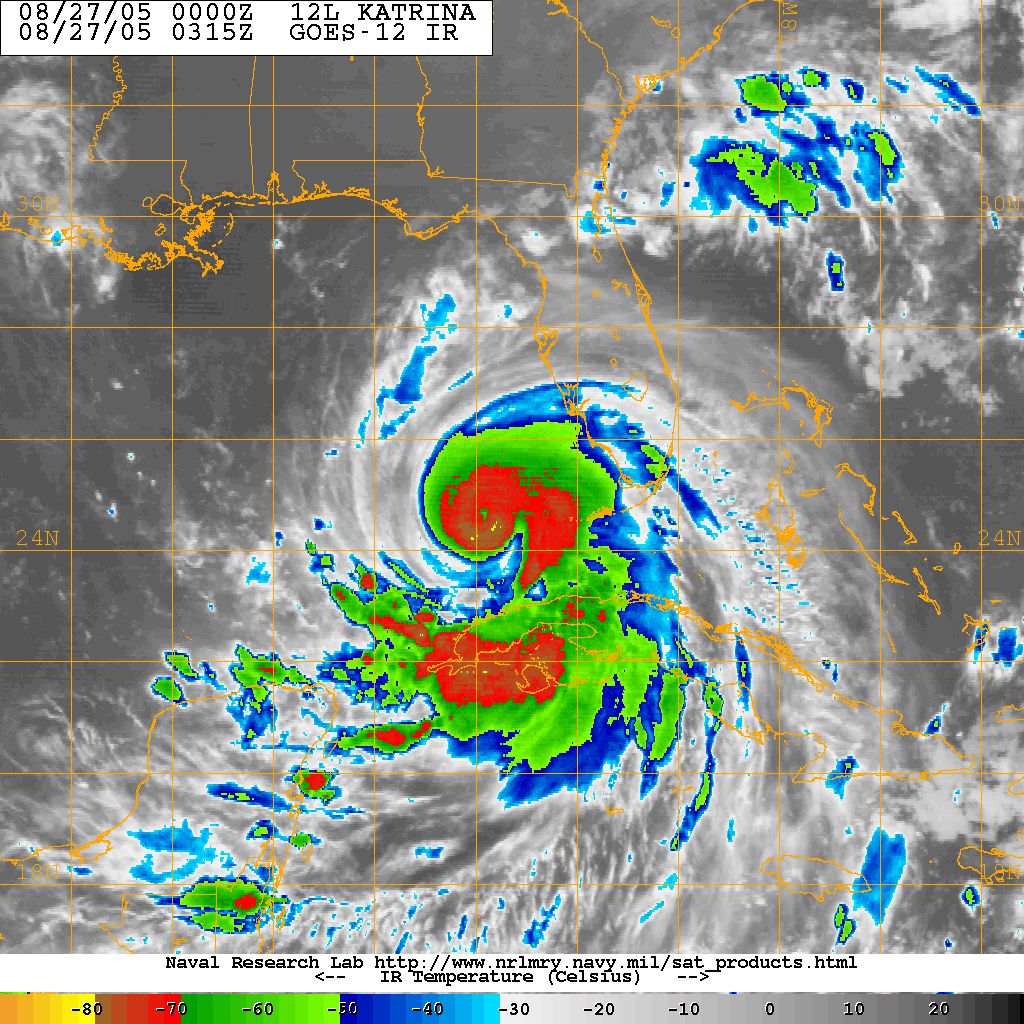 08/27/05 0000Z 12L KATRINA
08/27/05 0315Z GOES-12 IR
30N 30N
24N 24N
18N 18N
Naval Research Lab http://www.nrlmry.navy.mil/sat_products.html
<-- IR Temperature (Celsius) -->
-80 -70 -60 -50 -40 -30 -20 -10 0 10 20